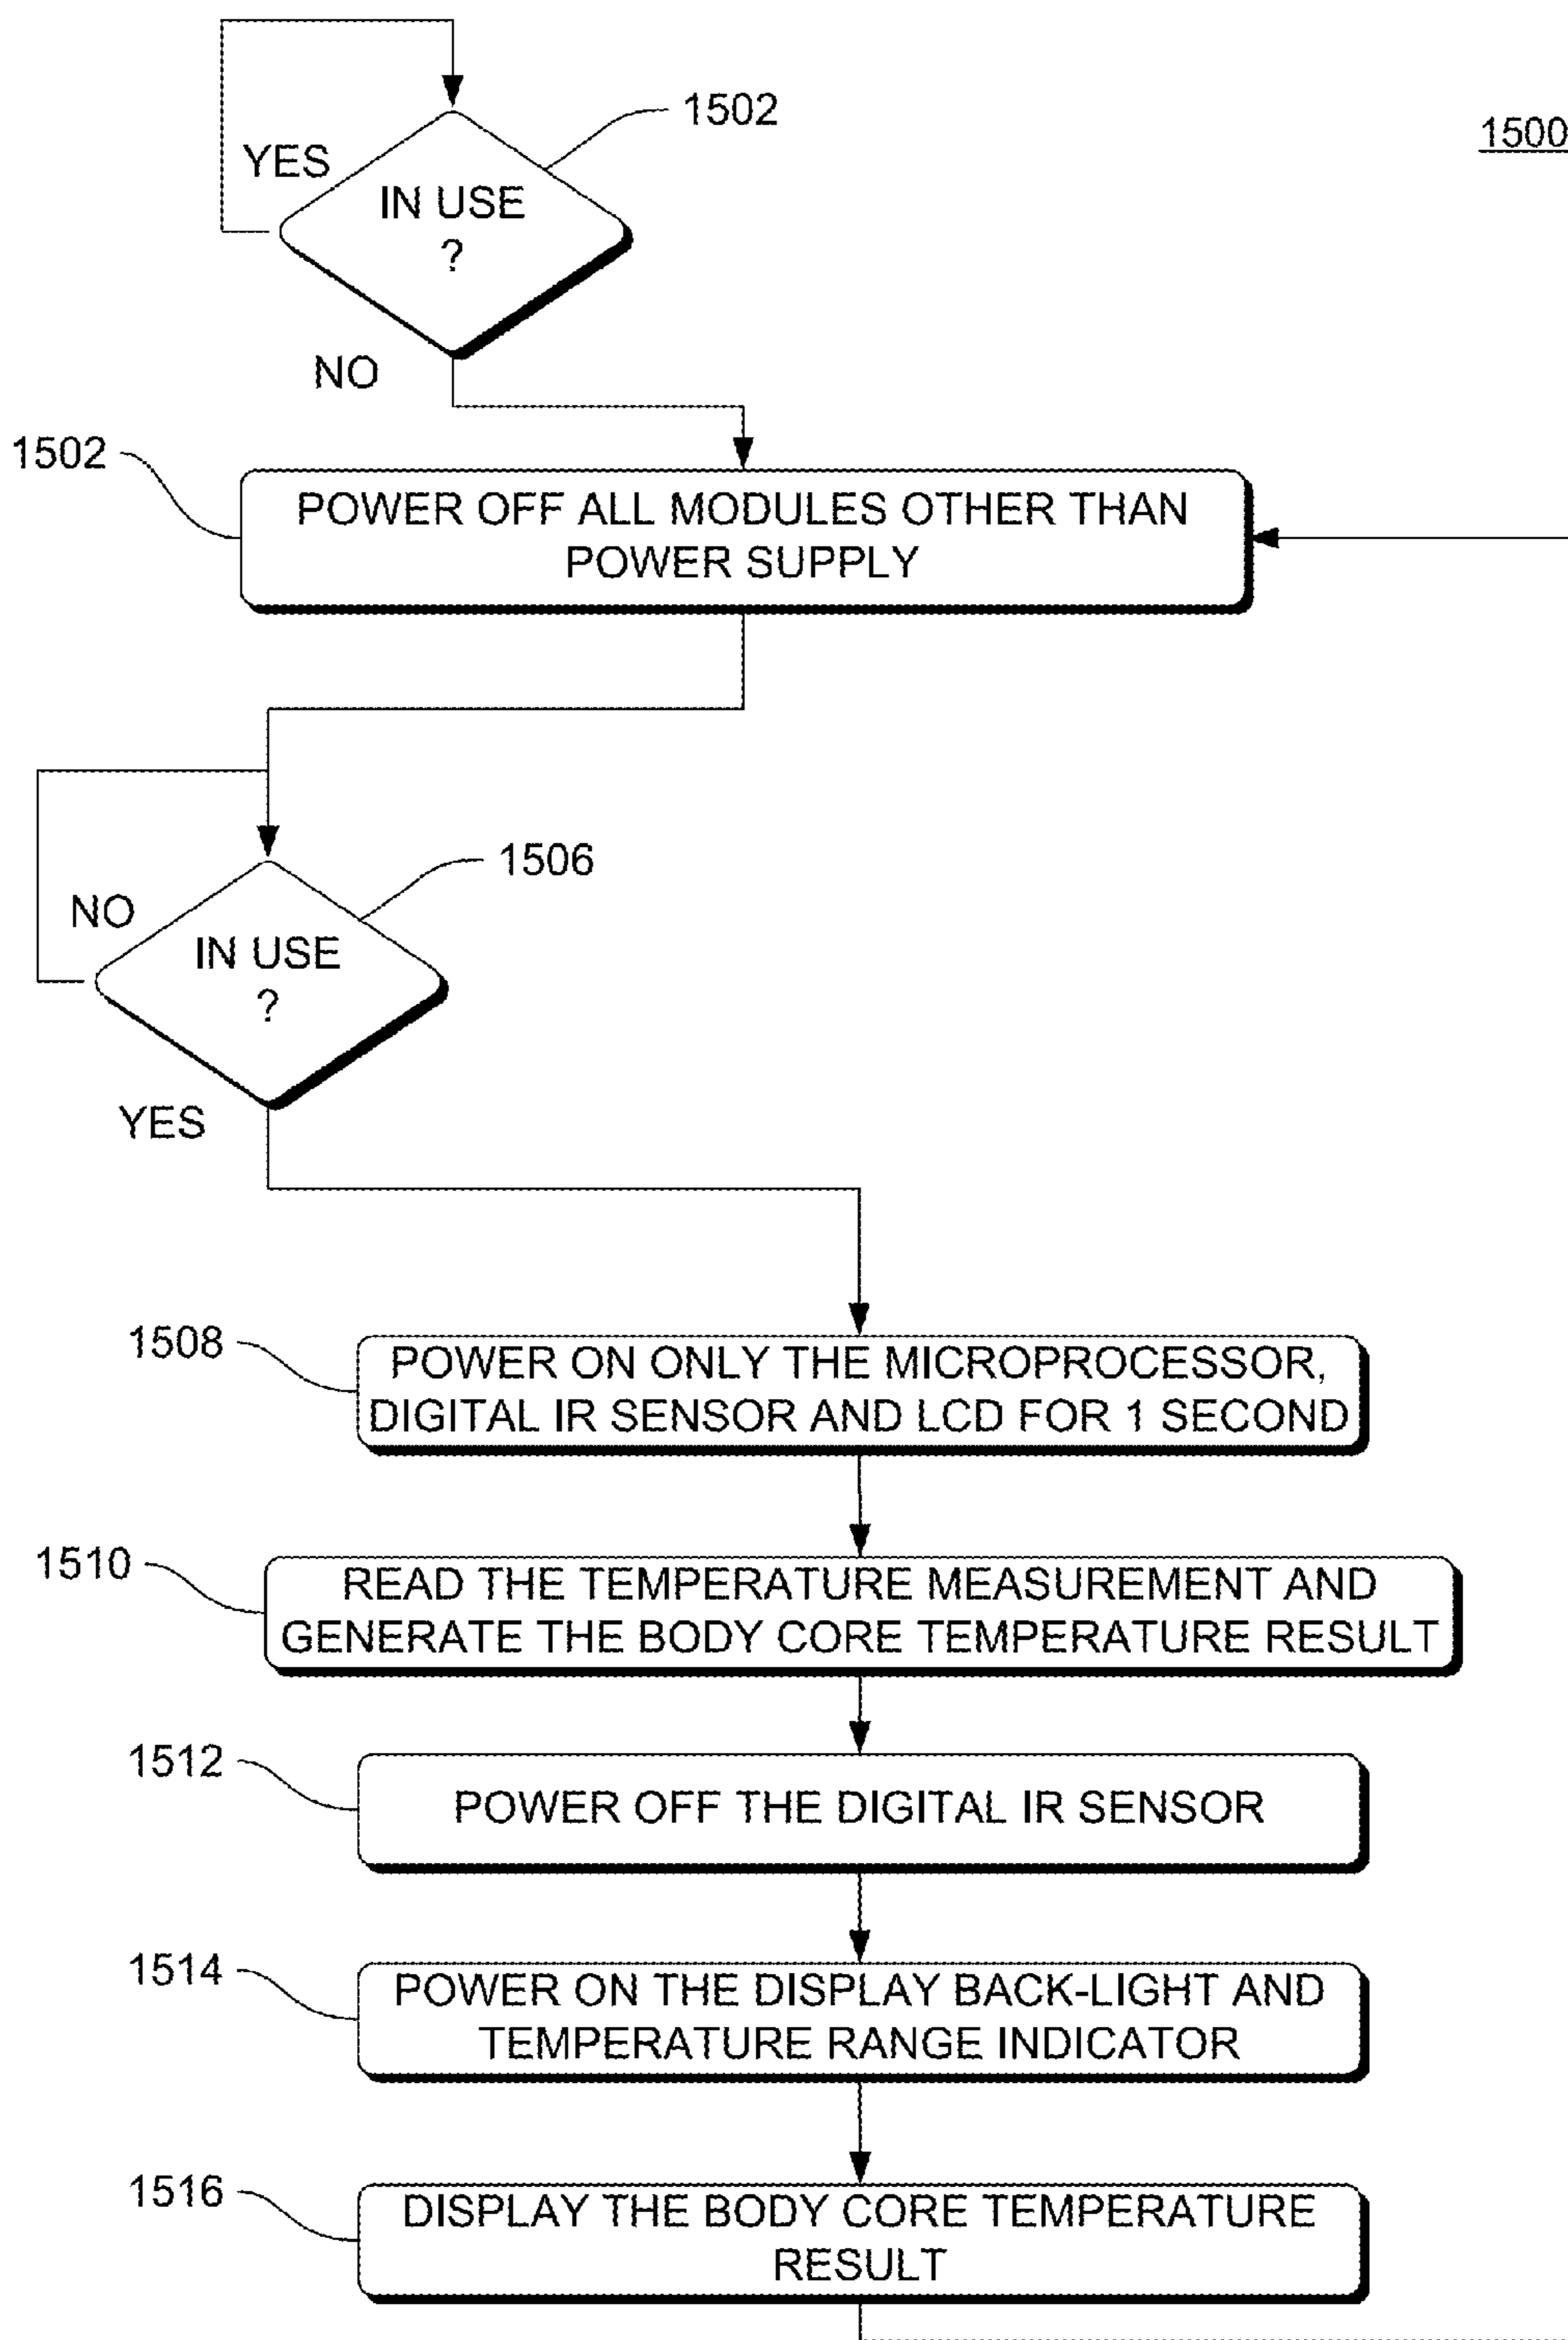 1502
1500
YES
IN USE
?
NO
1502
POWER OFF ALL MODULES OTHER THAN
POWER SUPPLY
1506
NO
IN USE
?
YES
1508
POWER ON ONLY THE MICROPROCESSOR,
DIGITAL IR SENSOR AND LCD FOR 1 SECOND
1510
READ THE TEMPERATURE MEASUREMENT AND
GENERATE THE BODY CORE TEMPERATURE RESULT
1512
POWER OFF THE DIGITAL IR SENSOR
1514
POWER ON THE DISPLAY BACK-LIGHT AND
TEMPERATURE RANGE INDICATOR
1516
DISPLAY THE BODY CORE TEMPERATURE
RESULT